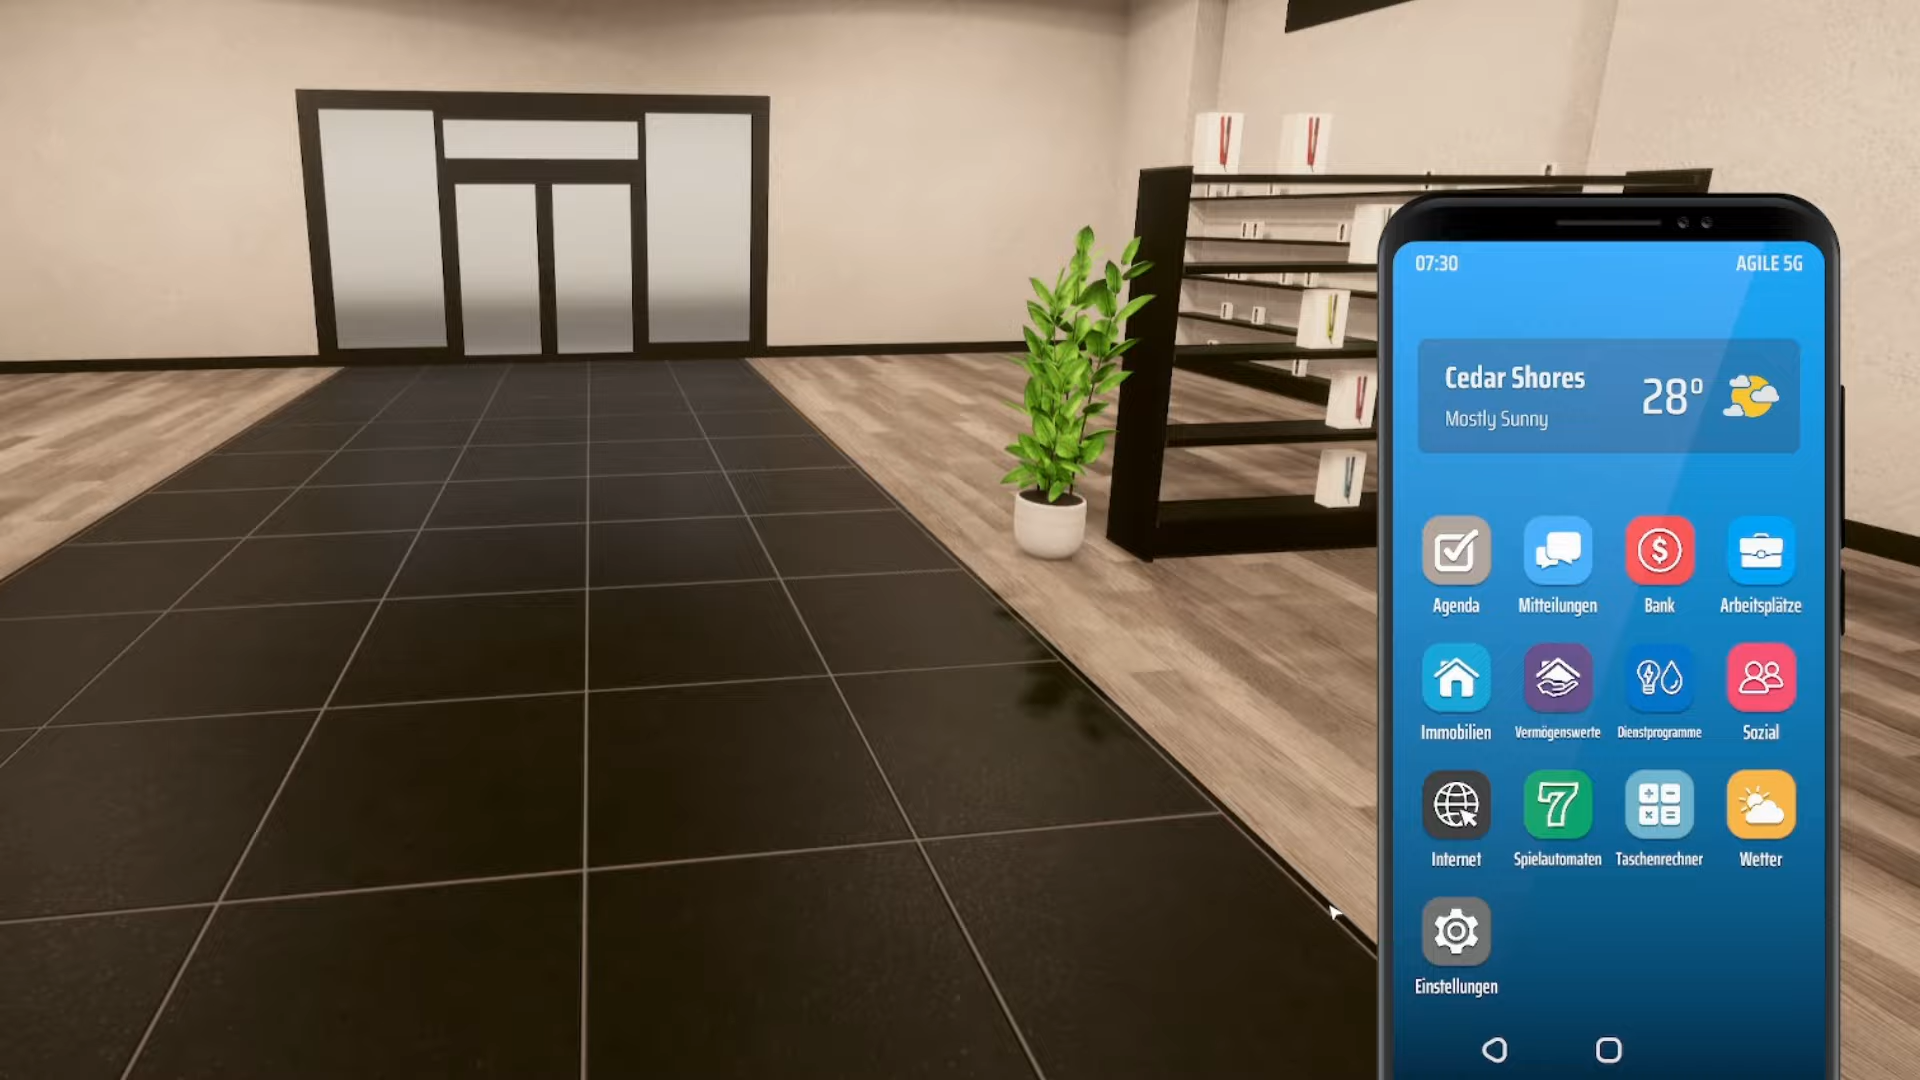 07:30 AGILE 5G
Cedar Shores
28°
Mostly Sunny
Agenda Mitteilungen Bank Arbeitsplätze
Immobilien Vermögenswerte Dienstprogramme Sozial
7
Internet Spielautomaten Taschenrechner Wetter
Einstellungen